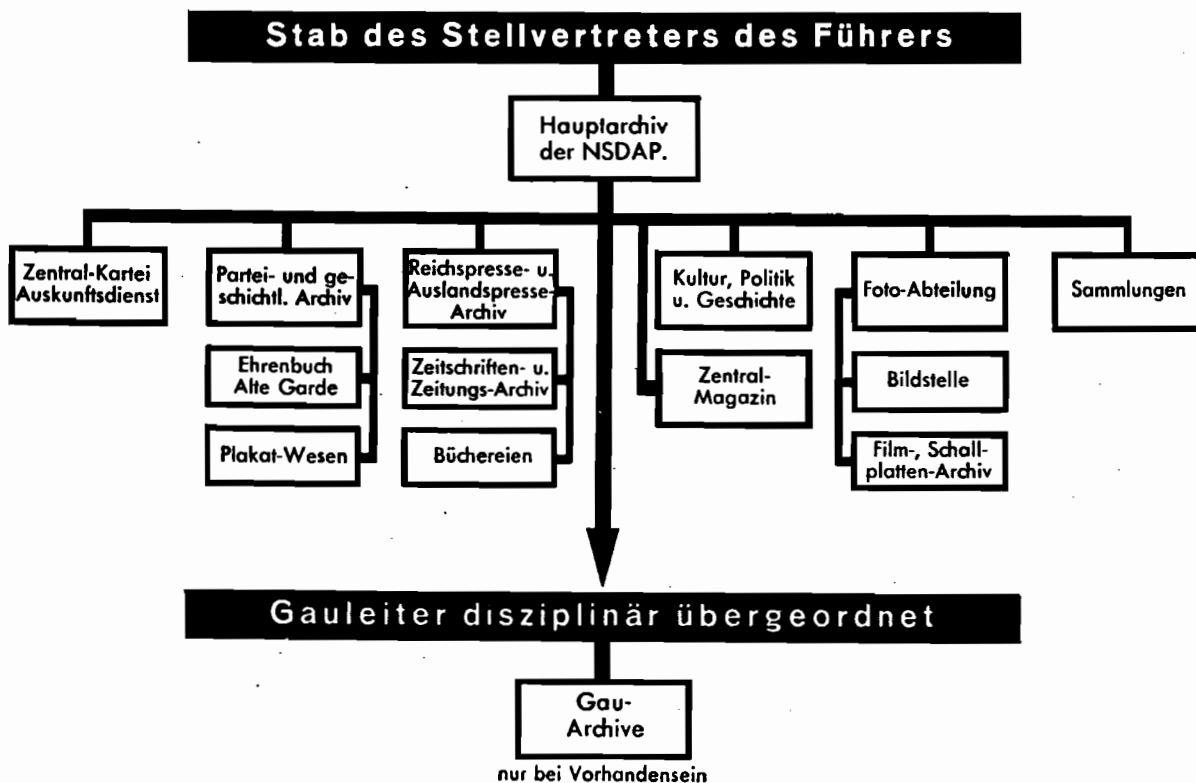 Stab des Stellvertreters des Führers
Hauptarchiv
der NSDAP.
Zentral-Kartei
Auskunftsdienst
Partei- und ge-
schichtl. Archiv
Ehrenbuch
Alte Garde
Plakat-Wesen
Reichspresse- u.
Auslandspresse-
Archiv
Zeitschriften- u.
Zeitungs-Archiv
Büchereien
Kultur, Politik
u. Geschichte
Zentral-
Magazin
Foto-Abteilung
Bildstelle
Film-, Schall-
platten-Archiv
Sammlungen
Gauleiter disziplinär übergeordnet
Gau-
Archive
nur bei Vorhandensein